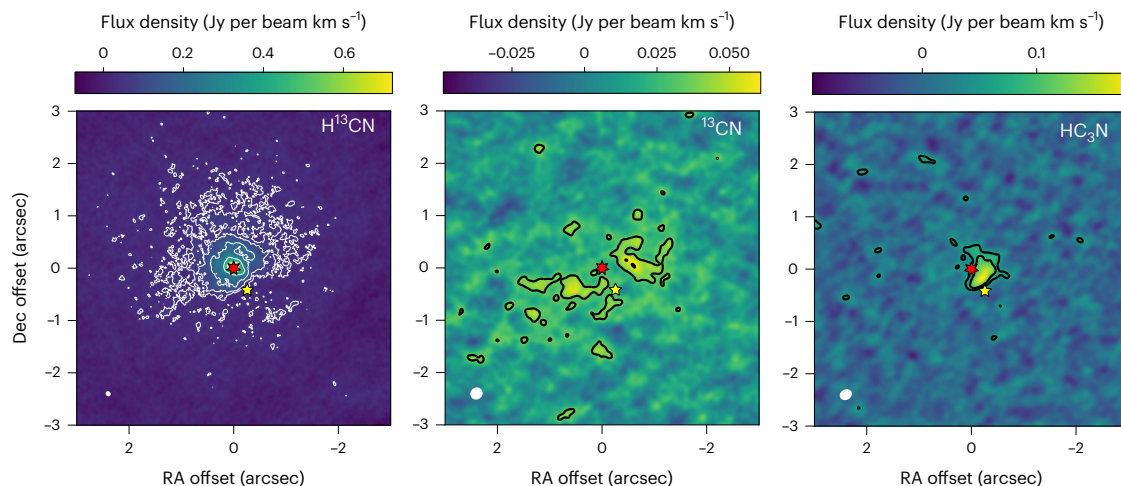 Flux density (Jy per beam km s⁻¹)
0 0.2 0.4 0.6
3
2
1
0
−1
−2
−3
H¹³CN
Dec offset (arcsec)
2 0 −2
RA offset (arcsec)
Flux density (Jy per beam km s⁻¹)
−0.025 0 0.025 0.050
3
2
1
0
−1
−2
−3
¹³CN
2 0 −2
RA offset (arcsec)
Flux density (Jy per beam km s⁻¹)
0 0.1
3
2
1
0
−1
−2
−3
HC₃N
2 0 −2
RA offset (arcsec)